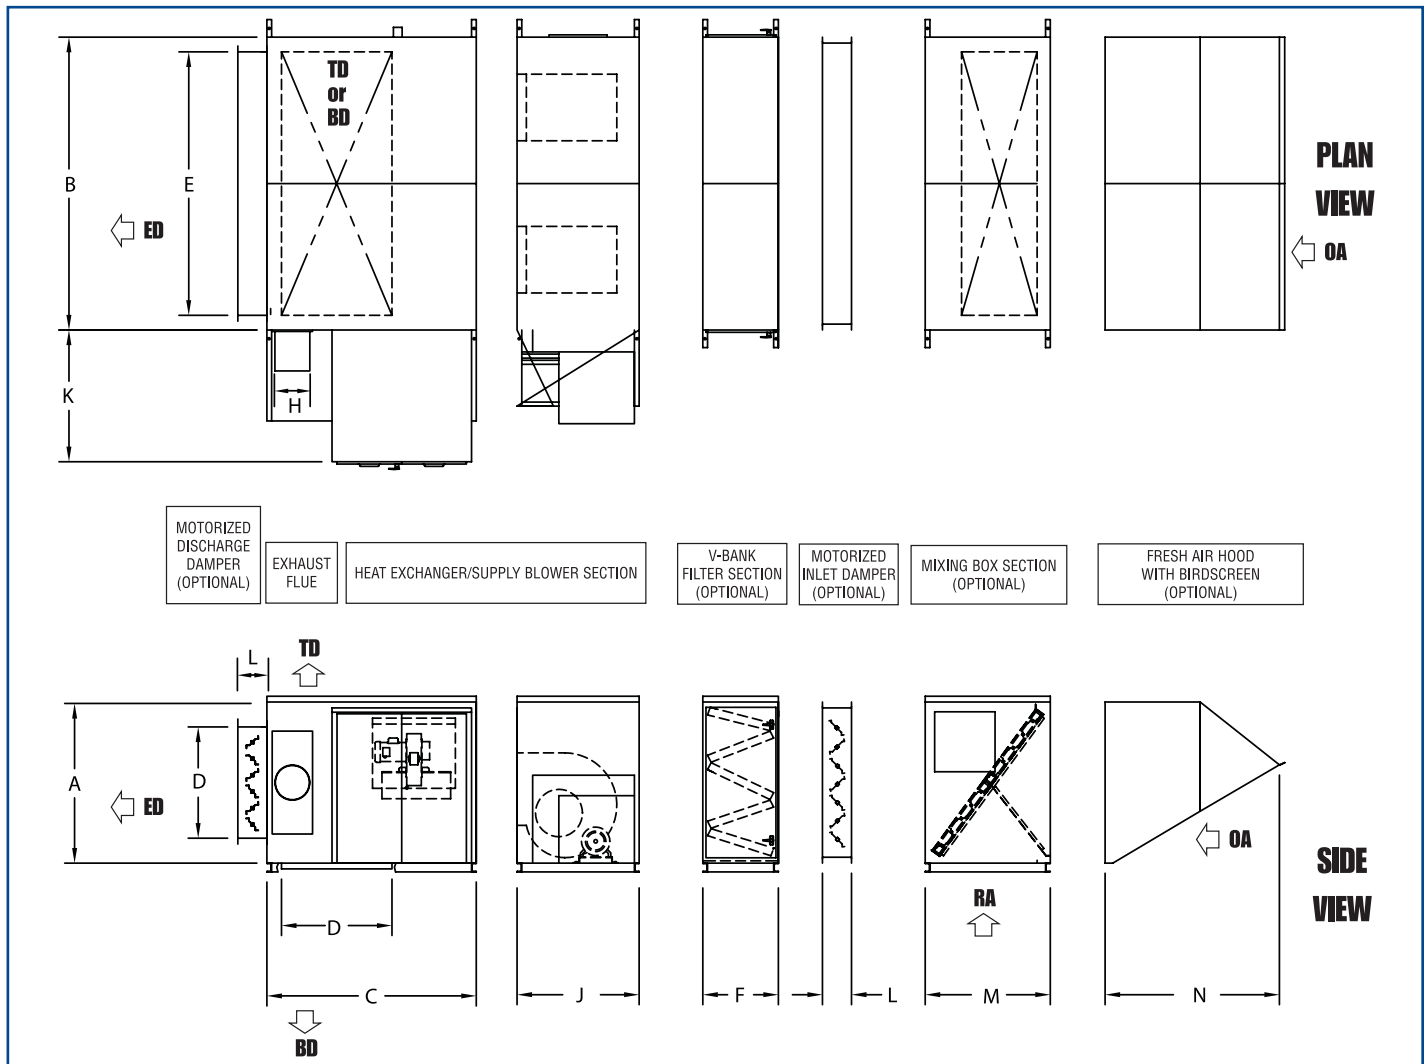 TD
or
BD
PLAN
VIEW
B
E
ED
OA
K
H
MOTORIZED
DISCHARGE
DAMPER
(OPTIONAL)
EXHAUST
FLUE
HEAT EXCHANGER/SUPPLY BLOWER SECTION
V-BANK
FILTER SECTION
(OPTIONAL)
MOTORIZED
INLET DAMPER
(OPTIONAL)
MIXING BOX SECTION
(OPTIONAL)
FRESH AIR HOOD
WITH BIRDSCREEN
(OPTIONAL)
L
TD
A
D
ED
OA
SIDE
VIEW
RA
D
C
J
F
L
M
N
BD